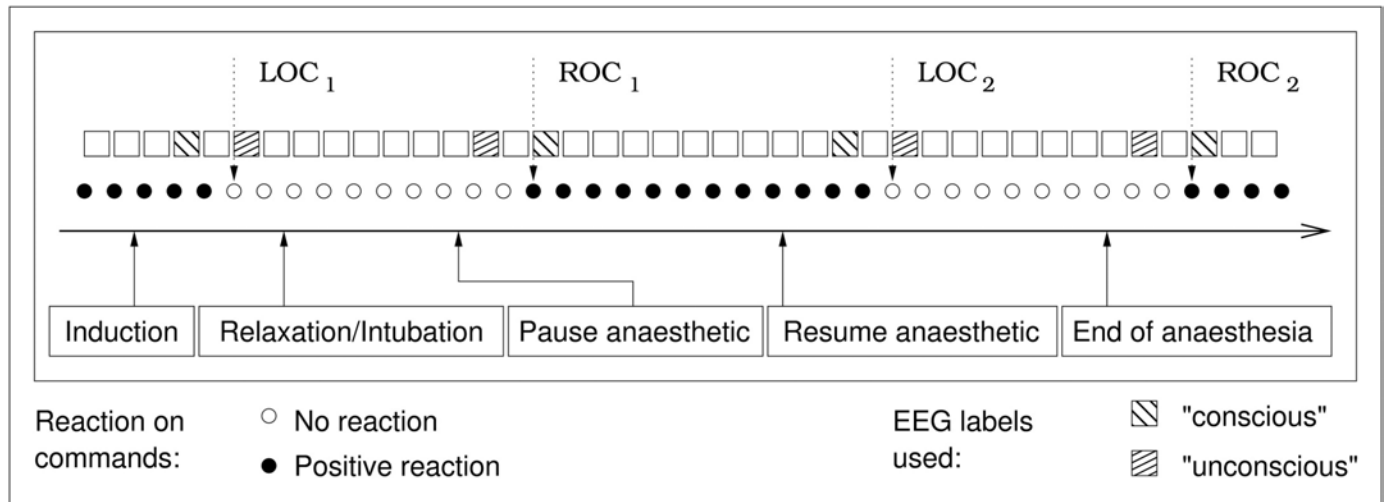 LOC 1 ROC 1 LOC 2 ROC 2
Induction Relaxation/Intubation Pause anaesthetic Resume anaesthetic End of anaesthesia
Reaction on commands:
No reaction
Positive reaction
EEG labels used:
"conscious"
"unconscious"